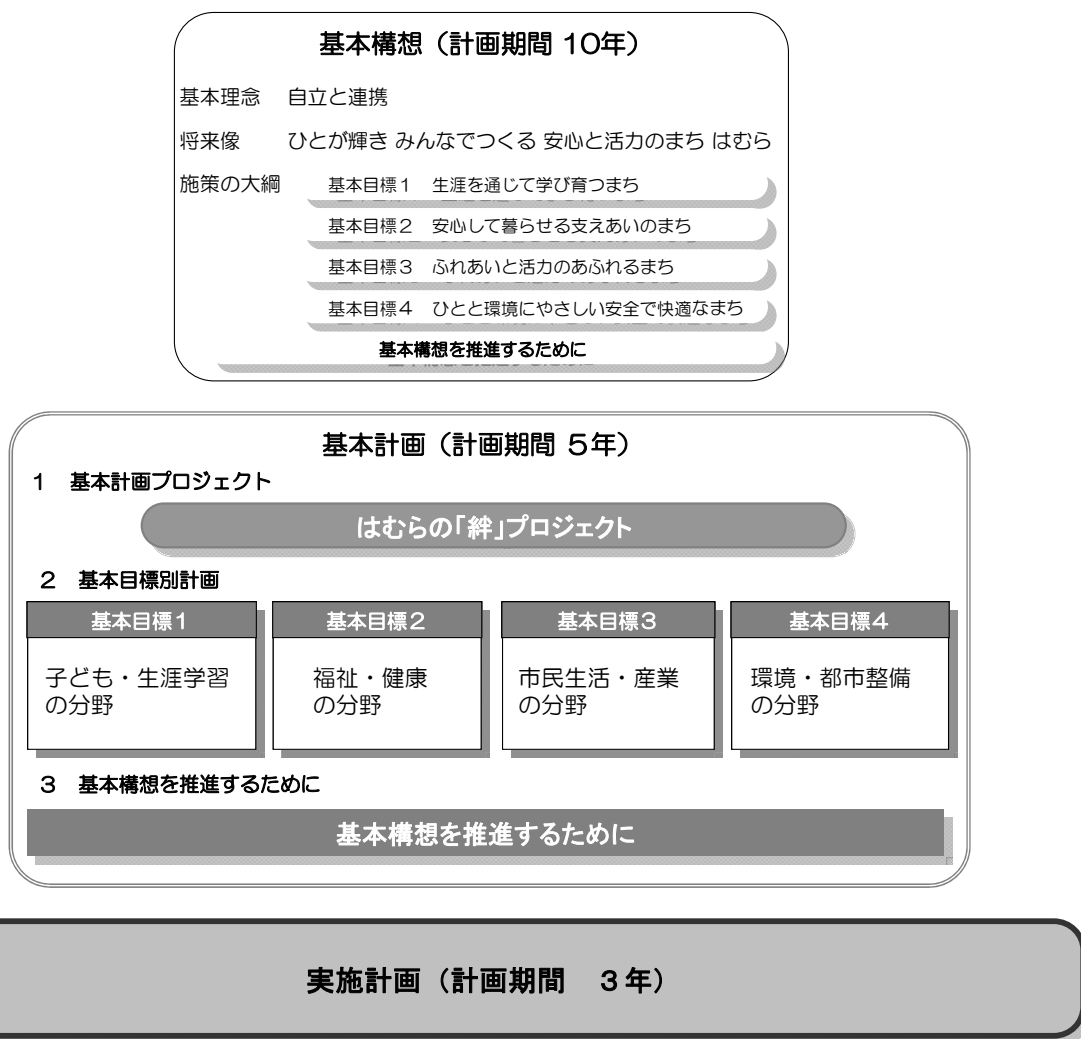 基本構想（計画期間 10年）
基本理念 自立と連携
将来像 ひとが輝き みんなでつくる 安心と活力のまち はむら
施策の大綱 基本目標１ 生涯を通じて学び育つまち
基本目標２ 安心して暮らせる支えあいのまち
基本目標３ ふれあいと活力のあふれるまち
基本目標４ ひとと環境にやさしい安全で快適なまち
基本構想を推進するために
基本計画（計画期間 ５年）
１ 基本計画プロジェクト
はむらの「絆」プロジェクト
２ 基本目標別計画
基本目標１ 基本目標２ 基本目標３ 基本目標４
子ども・生涯学習 福祉・健康 市民生活・産業 環境・都市整備
の分野 の分野 の分野 の分野
３ 基本構想を推進するために
基本構想を推進するために
実施計画（計画期間 ３年）